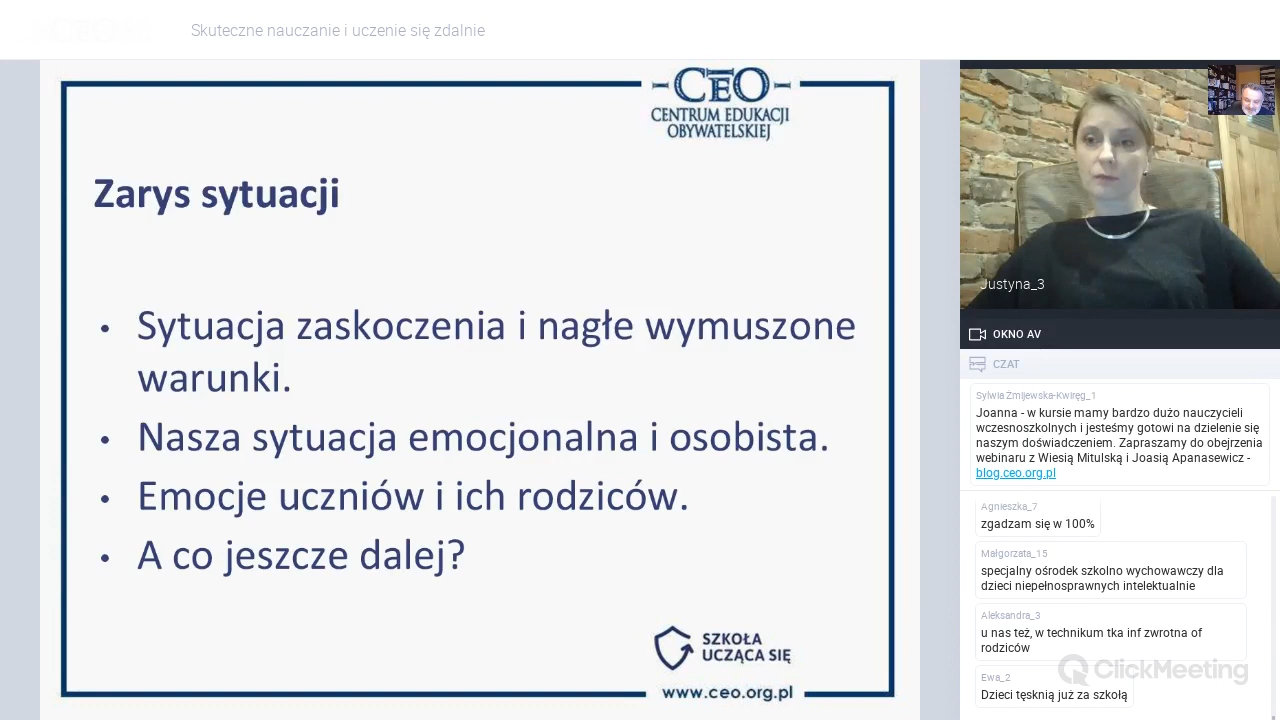 Skuteczne nauczanie i uczenie się zdalnie
CEO
CENTRUM EDUKACJI
OBYWATELSKIEJ
Zarys sytuacji
• Sytuacja zaskoczenia i nagłe wymuszone
warunki.
• Nasza sytuacja emocjonalna i osobista.
• Emocje uczniów i ich rodziców.
• A co jeszcze dalej?
SZKOŁA
UCZĄCA SIĘ
www.ceo.org.pl
Justyna_3
OKNO AV
CZAT
Sylwia Żmijewska-Kwiręg_1
Joanna - w kursie mamy bardzo dużo nauczycieli
wczesnoszkolnych i jesteśmy gotowi na dzielenie się
naszym doświadczeniem. Zapraszamy do obejrzenia
webinaru z Wiesią Mitulską i Joasią Apanasewicz -
blog.ceo.org.pl
Agnieszka_7
zgadzam się w 100%
Małgorzata_15
specjalny ośrodek szkolno wychowawczy dla
dzieci niepełnosprawnych intelektualnie
Aleksandra_3
u nas też, w technikum tka inf zwrotna of
rodziców
Ewa_2
Dzieci tęsknią już za szkołą
ClickMeeting